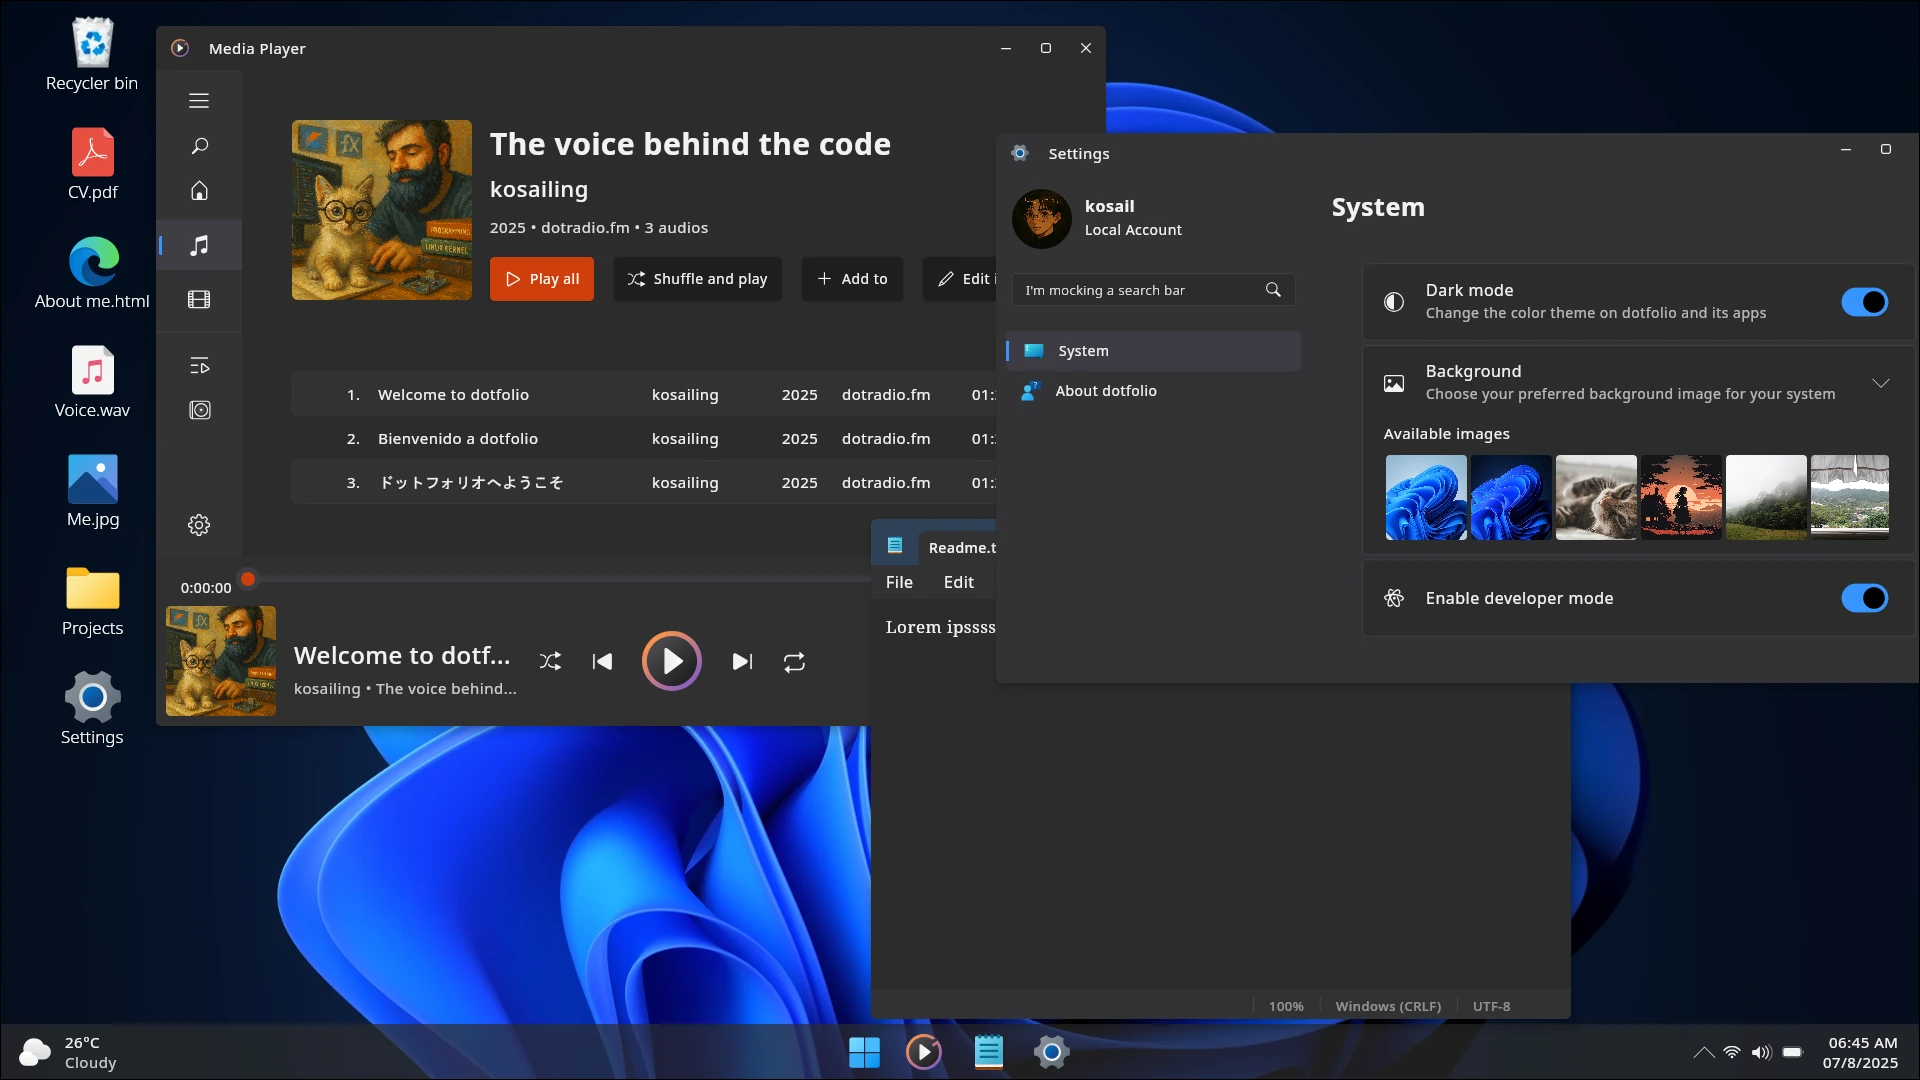 Recycler bin
CV.pdf
About me.html
Voice.wav
Me.jpg
Projects
Settings
Media Player
The voice behind the code
kosailing
2025 • dotradio.fm • 3 audios
Play all
Shuffle and play
Add to
Edit
1. Welcome to dotfolio kosailing 2025 dotradio.fm 01:
2. Bienvenido a dotfolio kosailing 2025 dotradio.fm 01:
3. ドットフォリオへようこそ kosailing 2025 dotradio.fm 01:
0:00:00
Welcome to dotf...
kosailing • The voice behind...
Settings
kosail
Local Account
I'm mocking a search bar
System
About dotfolio
System
Dark mode
Change the color theme on dotfolio and its apps
Background
Choose your preferred background image for your system
Available images
Enable developer mode
Readme.t
File Edit
Lorem ipssss
100% Windows (CRLF) UTF-8
26°C
Cloudy
06:45 AM
07/8/2025